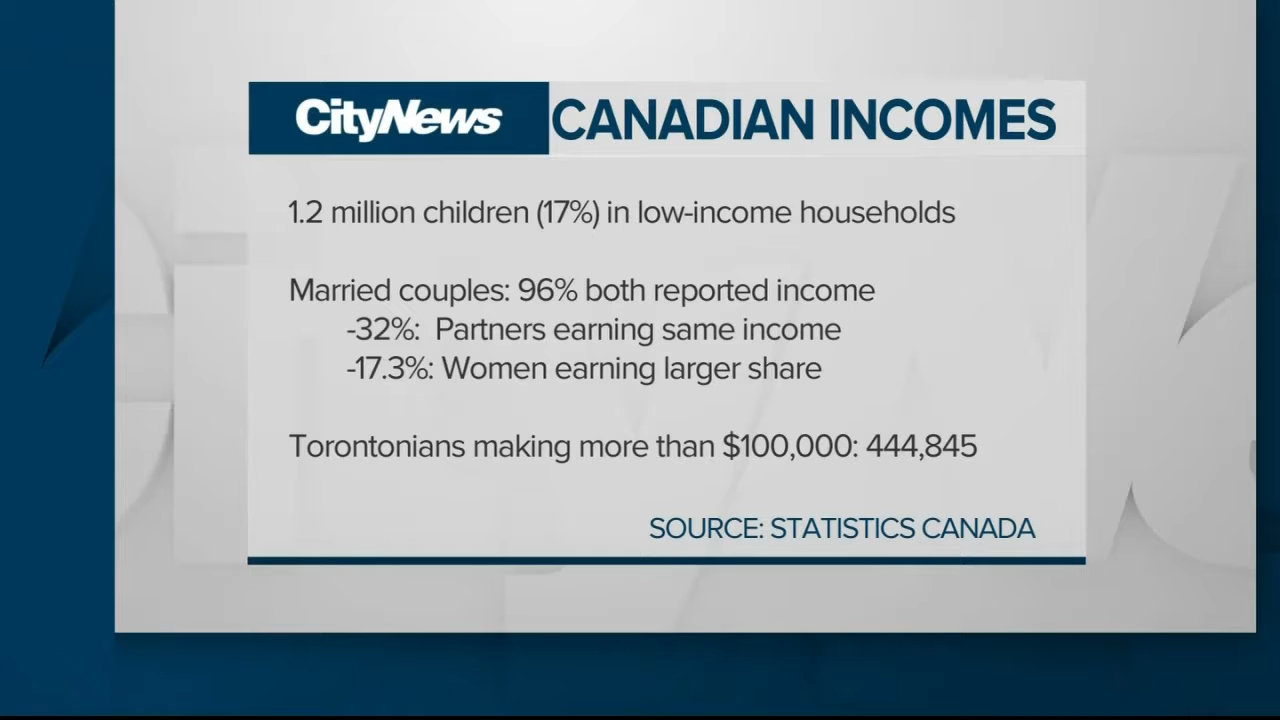 CityNews CANADIAN INCOMES
1.2 million children (17%) in low-income households
Married couples: 96% both reported income
-32%: Partners earning same income
-17.3%: Women earning larger share
Torontonians making more than $100,000: 444,845
SOURCE: STATISTICS CANADA